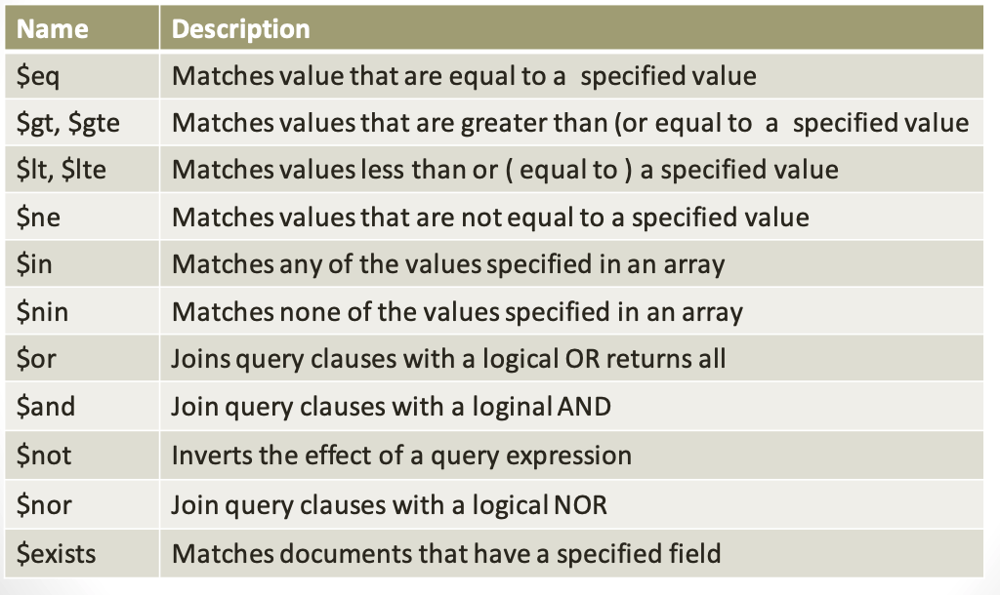 Name Description
$eq Matches value that are equal to a specified value
$gt, $gte Matches values that are greater than (or equal to a specified value
$lt, $lte Matches values less than or ( equal to ) a specified value
$ne Matches values that are not equal to a specified value
$in Matches any of the values specified in an array
$nin Matches none of the values specified in an array
$or Joins query clauses with a logical OR returns all
$and Join query clauses with a loginal AND
$not Inverts the effect of a query expression
$nor Join query clauses with a logical NOR
$exists Matches documents that have a specified field